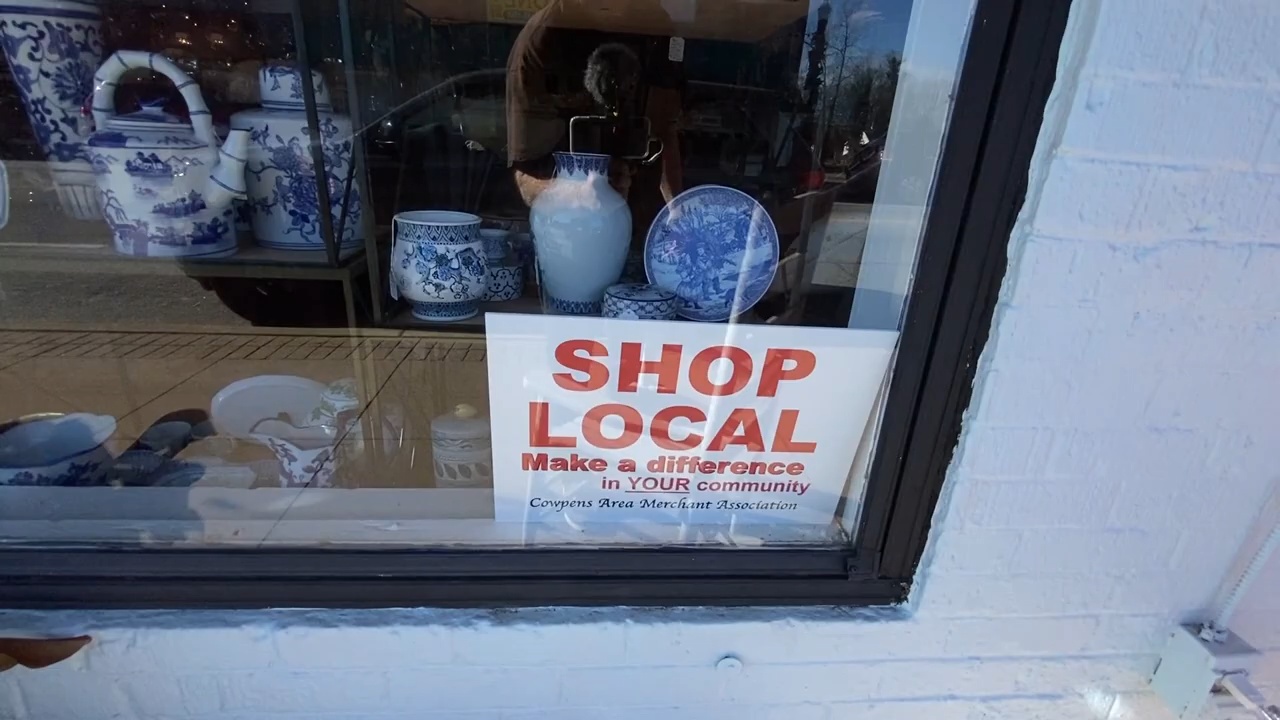 SHOP
LOCAL
Make a difference
in YOUR community
Cowpens Area Merchant Association